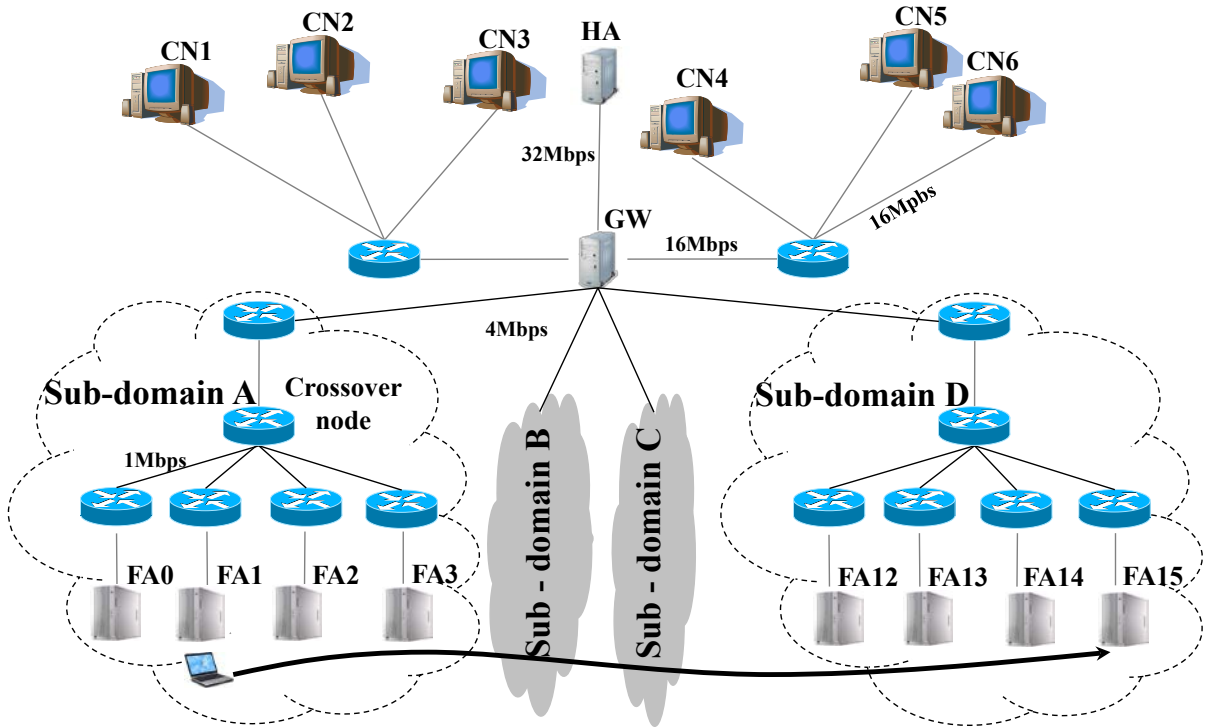 CN1
CN2
CN3
HA
CN4
CN5
CN6
32Mbps
16Mpbs
GW
16Mbps
4Mbps
Sub-domain A
Crossover
node
1Mbps
Sub - domain B
Sub - domain C
Sub-domain D
FA0
FA1
FA2
FA3
FA12
FA13
FA14
FA15